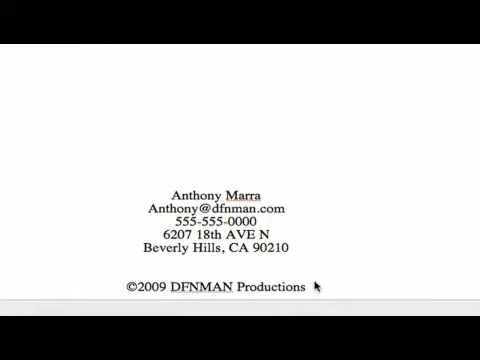 Anthony Marra
Anthony@dfnman.com
555-555-0000
6207 18th AVE N
Beverly Hills, CA 90210
©2009 DFNMAN Productions